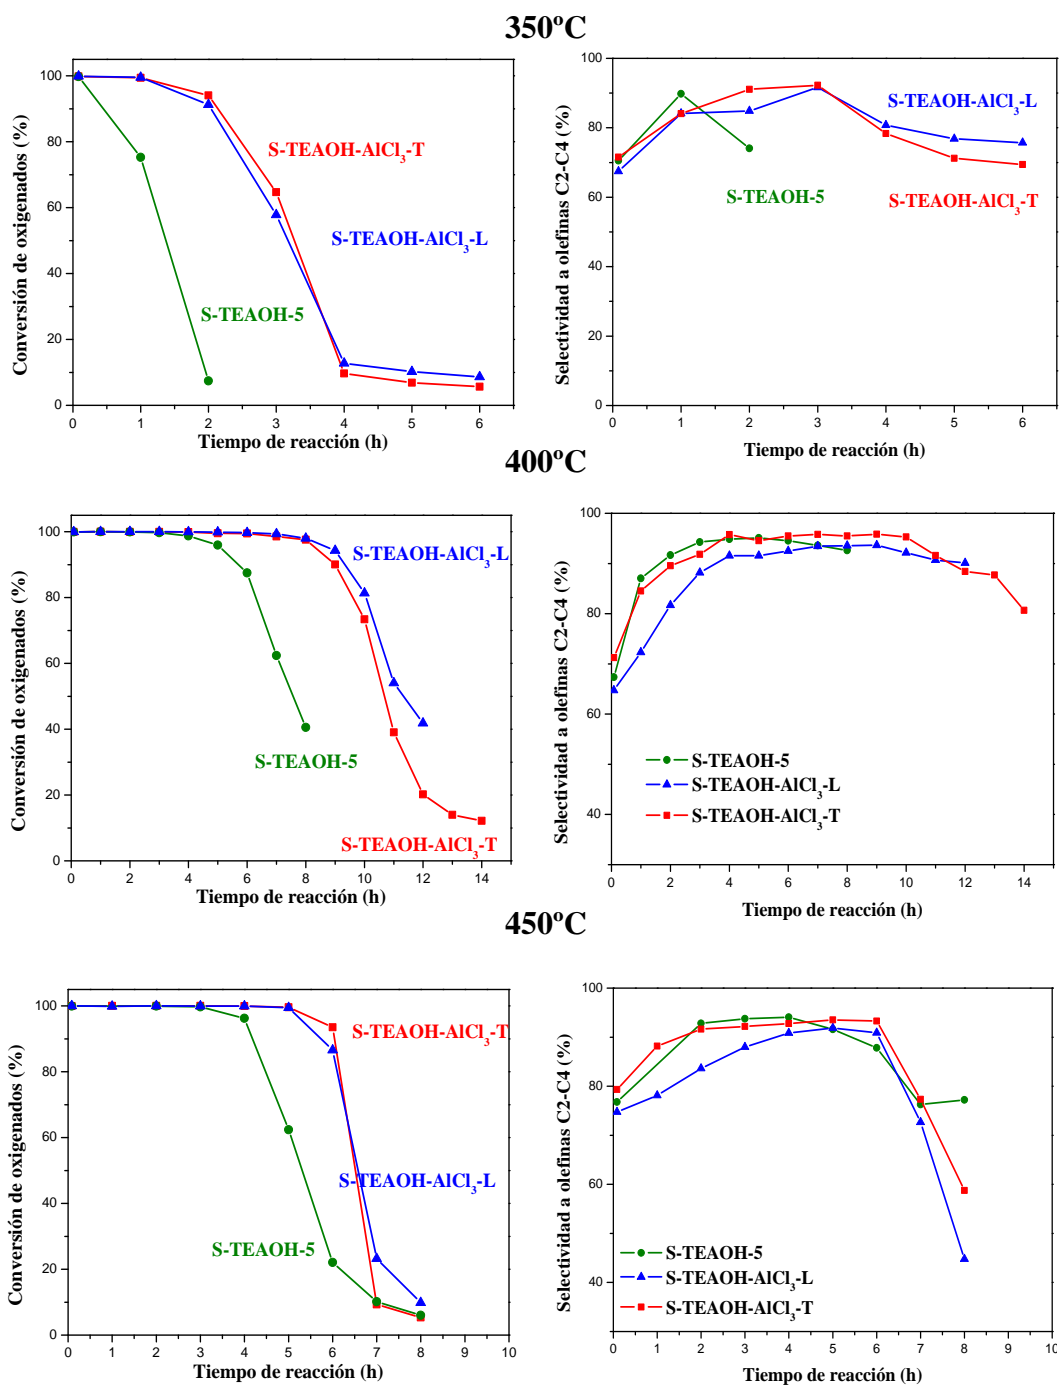 350ºC
Conversión de oxigenados (%)
100
80
60
40
20
0
S-TEAOH-AlCl3-T
S-TEAOH-AlCl3-L
S-TEAOH-5
0 1 2 3 4 5 6
Tiempo de reacción (h)
Selectividad a olefinas C2-C4 (%)
100
80
60
40
20
0
S-TEAOH-AlCl3-L
S-TEAOH-5
S-TEAOH-AlCl3-T
0 1 2 3 4 5 6
Tiempo de reacción (h)
400ºC
Conversión de oxigenados (%)
100
80
60
40
20
0
S-TEAOH-AlCl3-L
S-TEAOH-5
S-TEAOH-AlCl3-T
0 2 4 6 8 10 12 14
Tiempo de reacción (h)
Selectividad a olefinas C2-C4 (%)
100
80
60
40
S-TEAOH-5
S-TEAOH-AlCl3-L
S-TEAOH-AlCl3-T
0 2 4 6 8 10 12 14
Tiempo de reacción (h)
450ºC
Conversión de oxigenados (%)
100
80
60
40
20
0
S-TEAOH-AlCl3-T
S-TEAOH-AlCl3-L
S-TEAOH-5
0 1 2 3 4 5 6 7 8 9 10
Tiempo de reacción (h)
Selectividad a olefinas C2-C4 (%)
100
80
60
40
S-TEAOH-5
S-TEAOH-AlCl3-L
S-TEAOH-AlCl3-T
0 1 2 3 4 5 6 7 8 9 10
Tiempo de reacción (h)